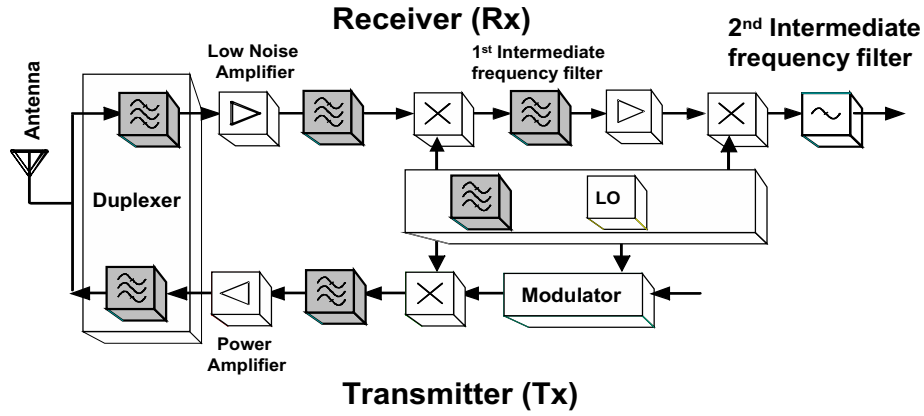 Receiver (Rx)
2nd Intermediate
frequency filter
Low Noise
Amplifier
1st Intermediate
frequency filter
Antenna
Duplexer
LO
Modulator
Power
Amplifier
Transmitter (Tx)